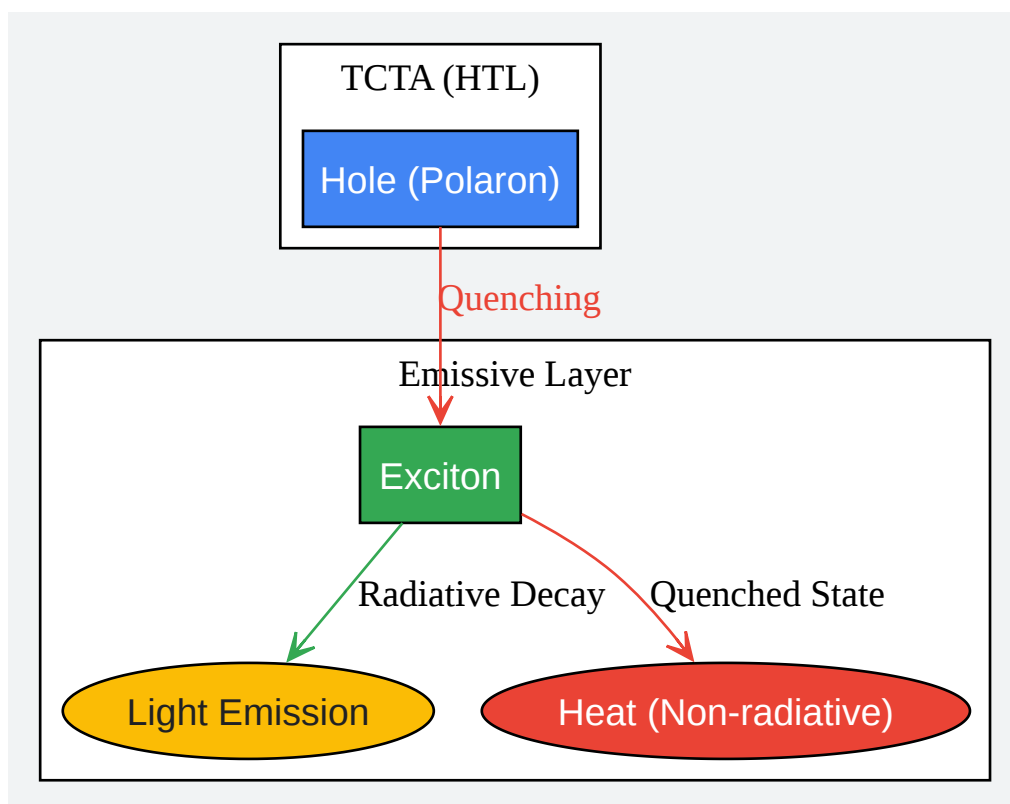 TCTA (HTL)
Hole (Polaron)
Quenching
Emissive Layer
Exciton
Radiative Decay
Quenched State
Light Emission
Heat (Non-radiative)